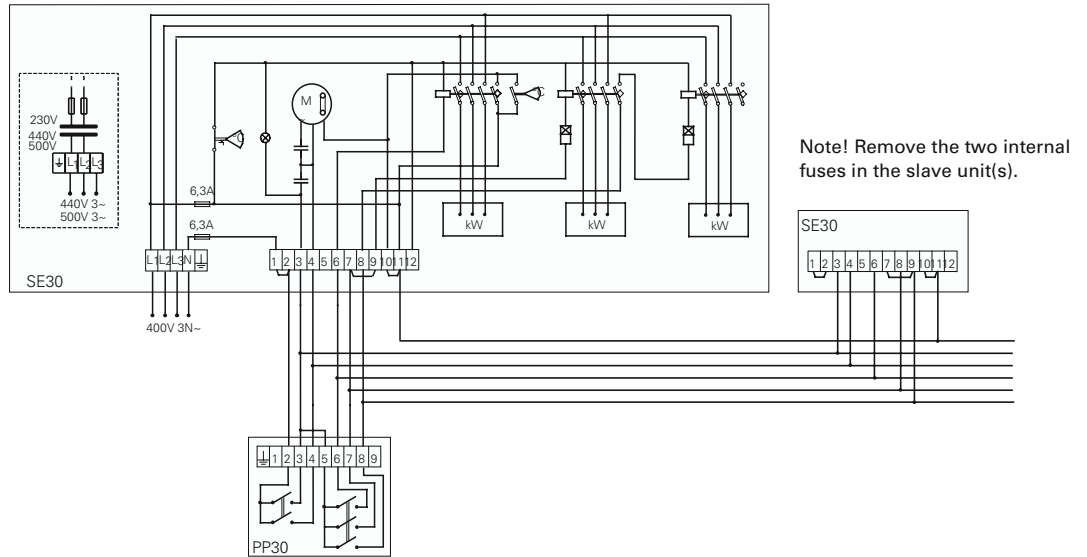 M
230V
440V
500V
L1 L2 L3
440V 3~
500V 3~
6,3A
6,3A
kW
kW
kW
L1 L2 L3 N
1 2 3 4 5 6 7 8 9 10 11 12
SE30
400V 3N~
Note! Remove the two internal
fuses in the slave unit(s).
SE30
1 2 3 4 5 6 7 8 9 10 11 12
1 2 3 4 5 6 7 8 9
PP30